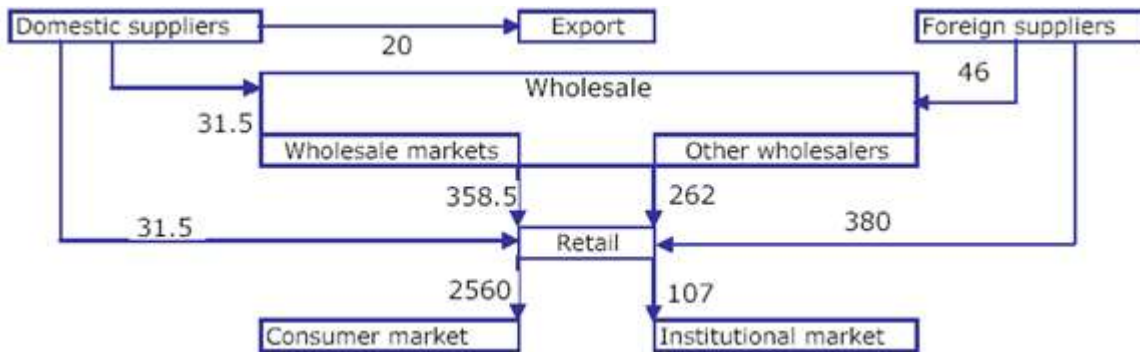 Domestic suppliers
Export
Foreign suppliers
20
46
Wholesale
31.5
Wholesale markets
Other wholesalers
358.5
262
31.5
Retail
380
2560
107
Consumer market
Institutional market